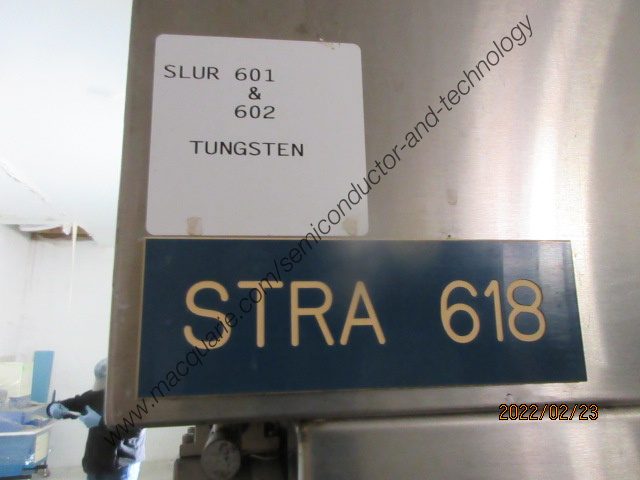 SLUR 601
&
602
TUNGSTEN
STRA 618
www.macquarie.com/semiconductor-and-technology
2022/02/23